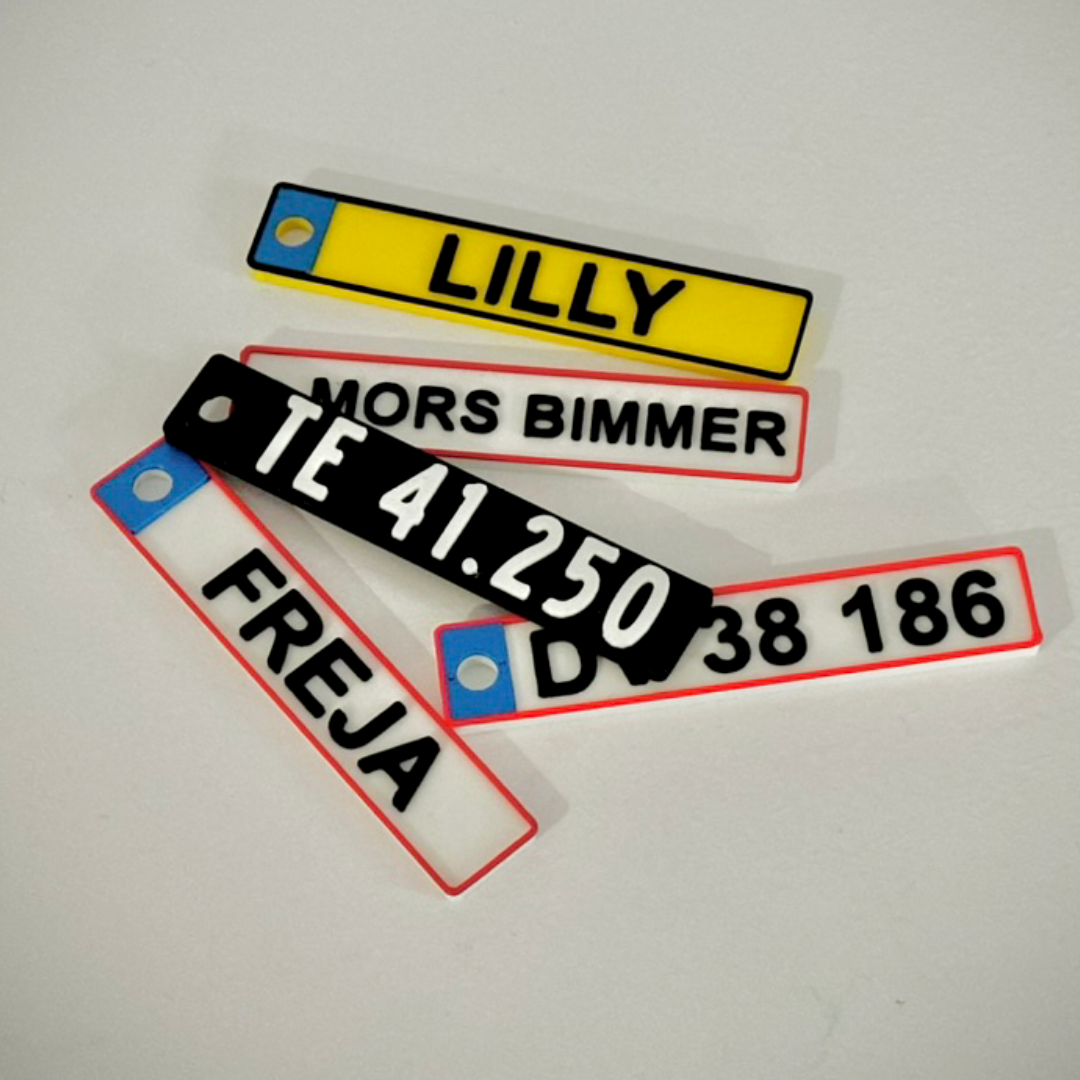 LILLY
MORS BIMMER
TE 41.250
FREJA
38 186